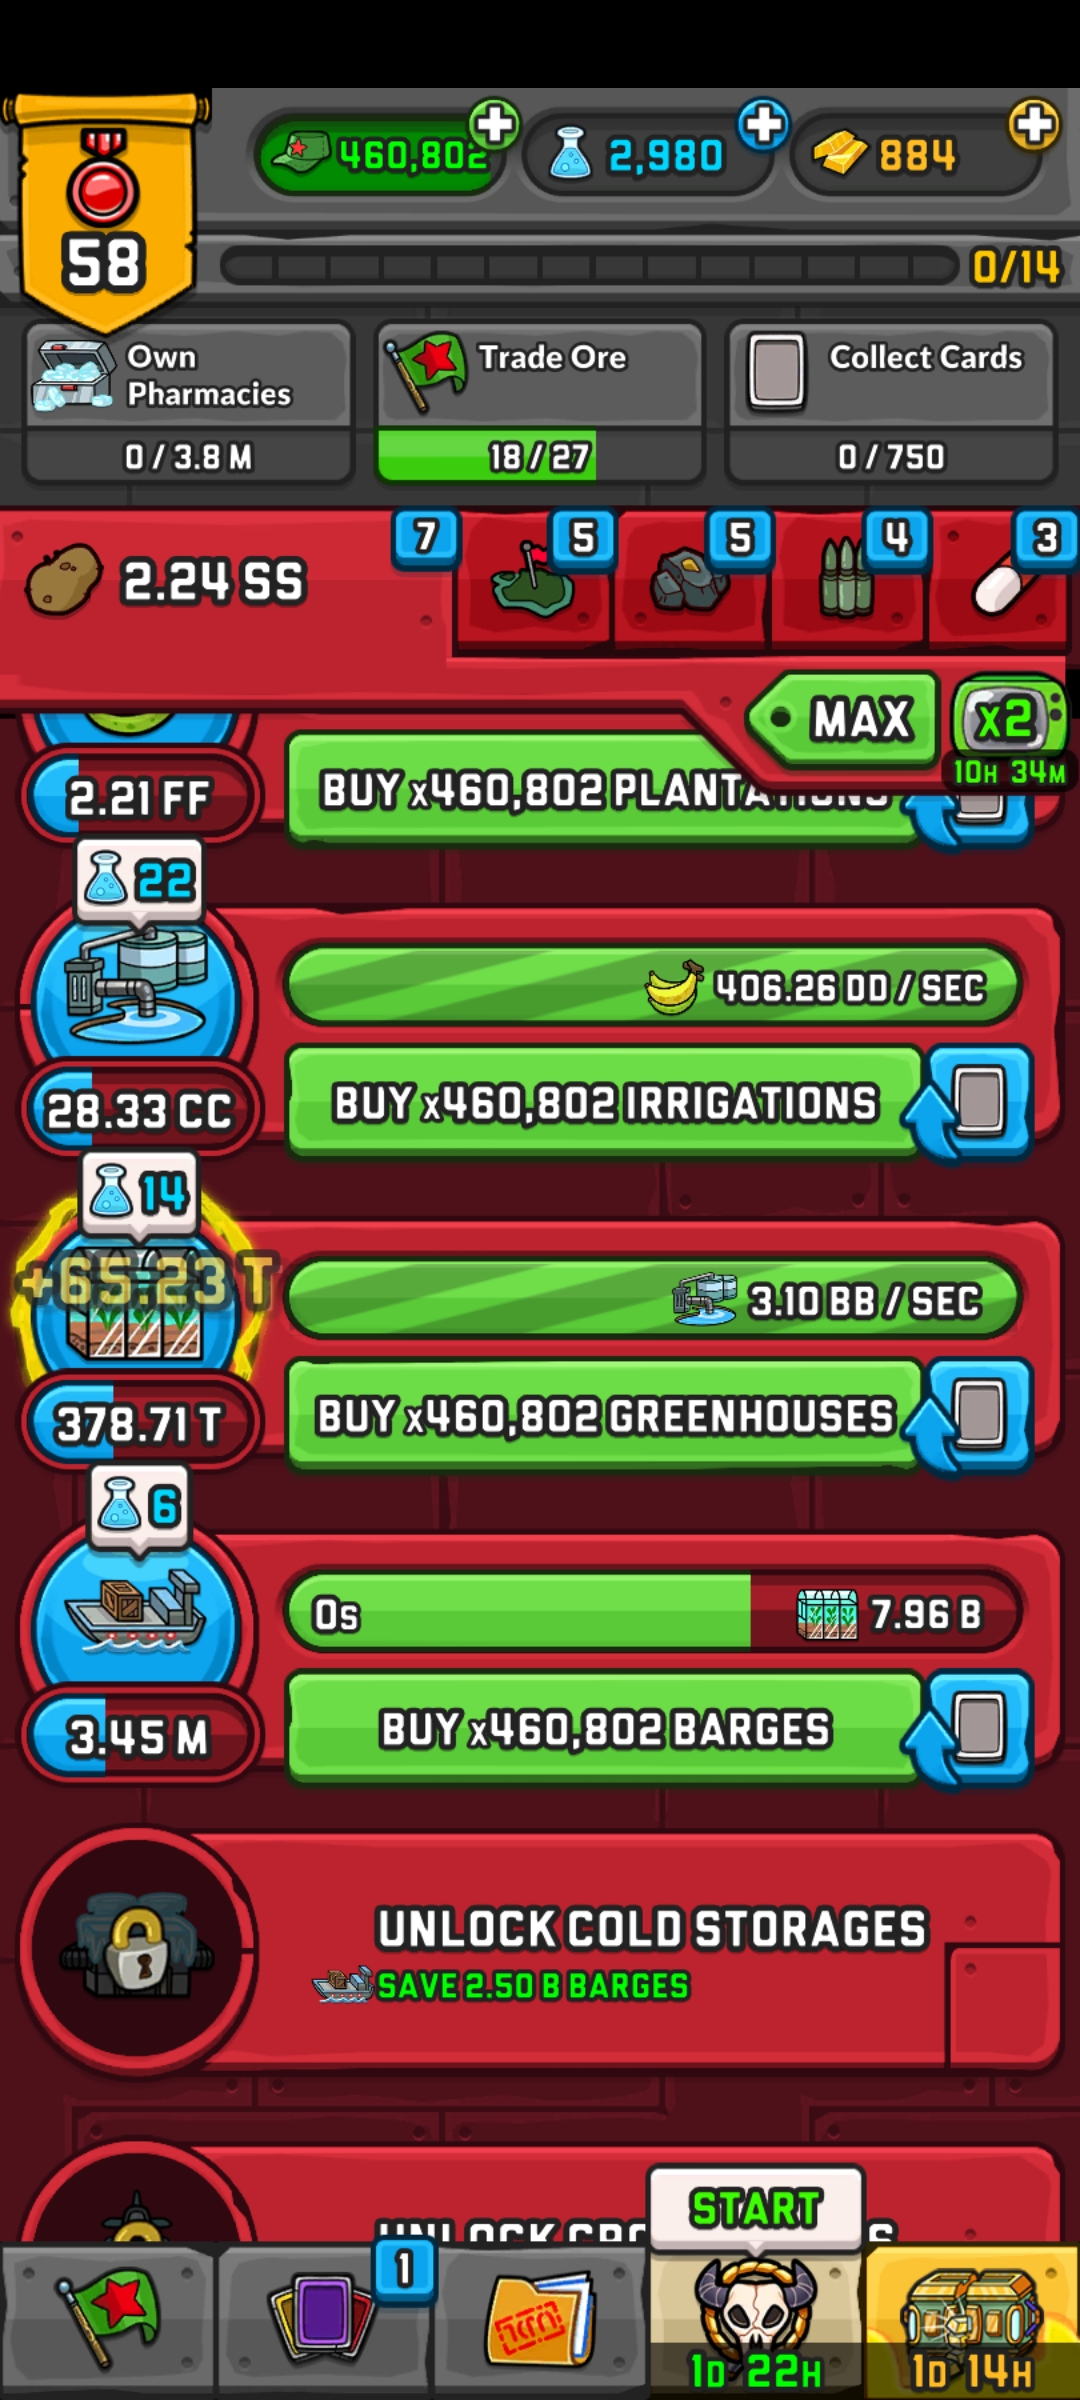 460,802
2,980
884
58
0/14
Own
Pharmacies
0 / 3.8 M
Trade Ore
18 / 27
Collect Cards
0 / 750
2.24 SS
7
5
5
4
3
MAX
x2
10H 34M
2.21 FF
BUY x460,802 PLANTATIONS
22
406.26 DD / SEC
28.33 CC
BUY x460,802 IRRIGATIONS
14
+65.23 T
3.10 BB / SEC
378.71 T
BUY x460,802 GREENHOUSES
6
0s
7.96 B
3.45 M
BUY x460,802 BARGES
UNLOCK COLD STORAGES
SAVE 2.50 B BARGES
UNLOCK
START
1
1D 22H
1D 14H